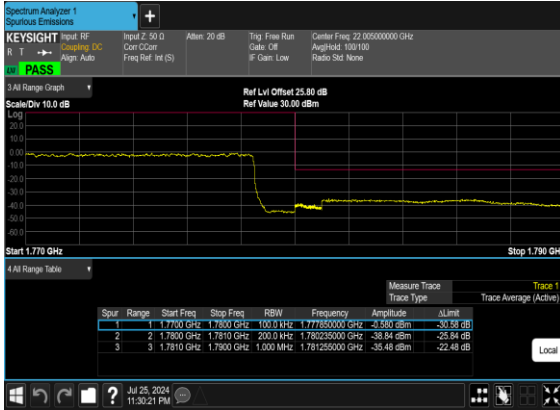 Spectrum Analyzer 1
Spurious Emissions
+
KEYSIGHT Input: RF Input Z: 50 Ω Atten: 20 dB Trig: Free Run Center Freq: 22.005000000 GHz
R T Coupling: DC Corr CCorr Gate: Off Avg|Hold: 100/100
Align: Auto Freq Ref: Int (S) IF Gain: Low Radio Std: None
PASS
3 All Range Graph
Ref Lvl Offset 25.80 dB
Scale/Div 10.0 dB Ref Value 30.00 dBm
Log
20.0
10.0
0.00
-10.0
-20.0
-30.0
-40.0
-50.0
-60.0
Start 1.770 GHz Stop 1.790 GH
4 All Range Table
Measure Trace Trace 1
Trace Type Trace Average (Active)
Spur Range Start Freq Stop Freq RBW Frequency Amplitude ΔLimit
1 1 1.7700 GHz 1.7800 GHz 100.0 kHz 1.777850000 GHz -0.580 dBm -30.58 dB
2 2 1.7800 GHz 1.7810 GHz 200.0 kHz 1.780235000 GHz -38.84 dBm -25.84 dB
3 3 1.7810 GHz 1.7900 GHz 1.000 MHz 1.781255000 GHz -35.48 dBm -22.48 dB
Local
?
Jul 25, 2024
11:30:21 PM